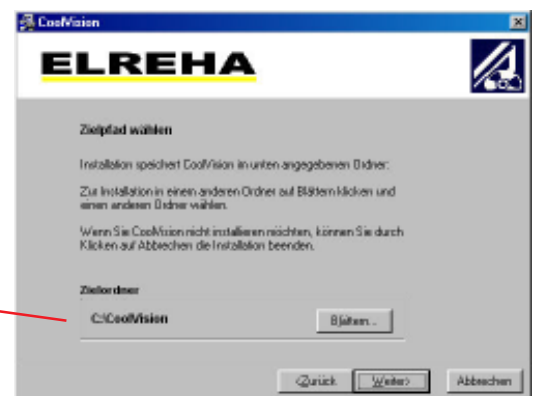 CoolVision
ELREHA
Zielpfad wählen
Installation speichert CoolVision im unten angegebenen Ordner:
Zur Installation in einem anderen Ordner auf Blättern klicken und
einen anderen Ordner wählen.
Wenn Sie CoolVision nicht installieren möchten, können Sie durch
Klicken auf Abbrechen die Installation beenden.
Zielordner
C:\CoolVision
Blättern...
<Zurück
Weiter>
Abbrechen